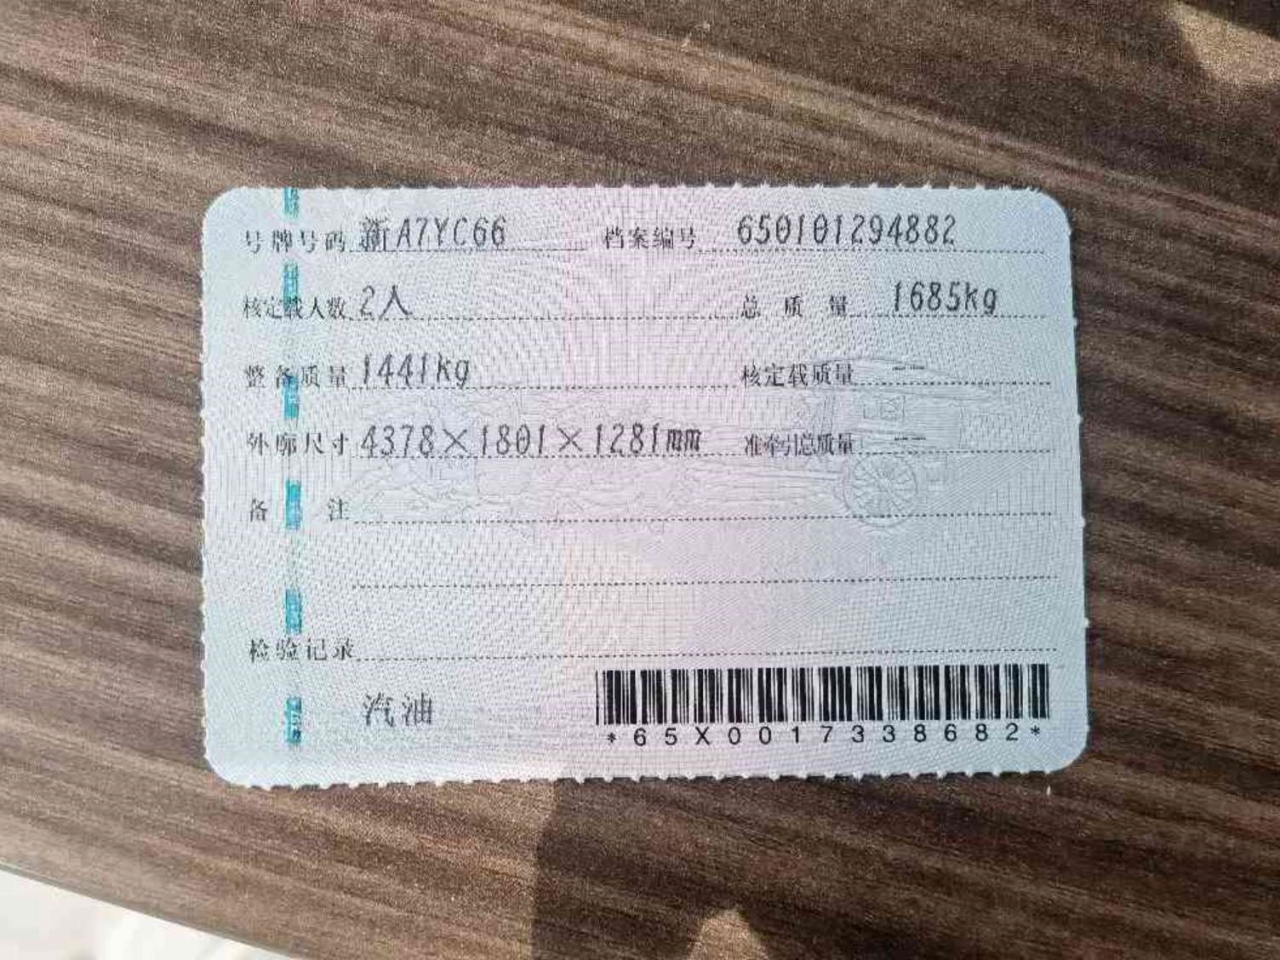 号牌号码 新A7YC66 档案编号 650101294882
核定载人数 2人 总质量 1685kg
整备质量 1441kg 核定载质量 --
外廓尺寸 4378×1801×1281mm 准牵引总质量 --
备注
检验记录
汽油
*65X0017338682*